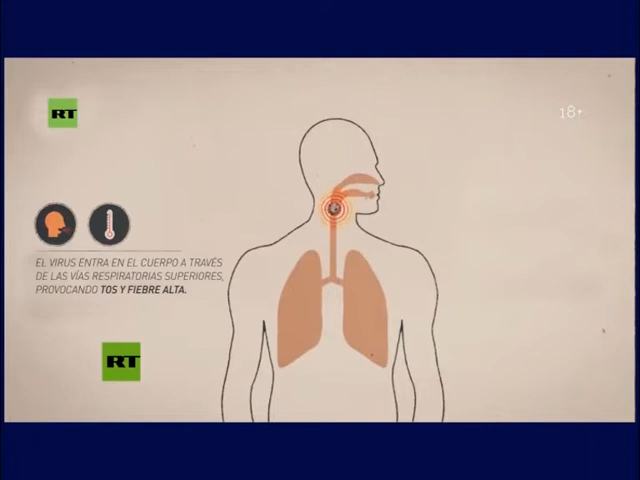 RT
18+
EL VIRUS ENTRA EN EL CUERPO A TRAVÉS
DE LAS VÍAS RESPIRATORIAS SUPERIORES,
PROVOCANDO TOS Y FIEBRE ALTA.
RT